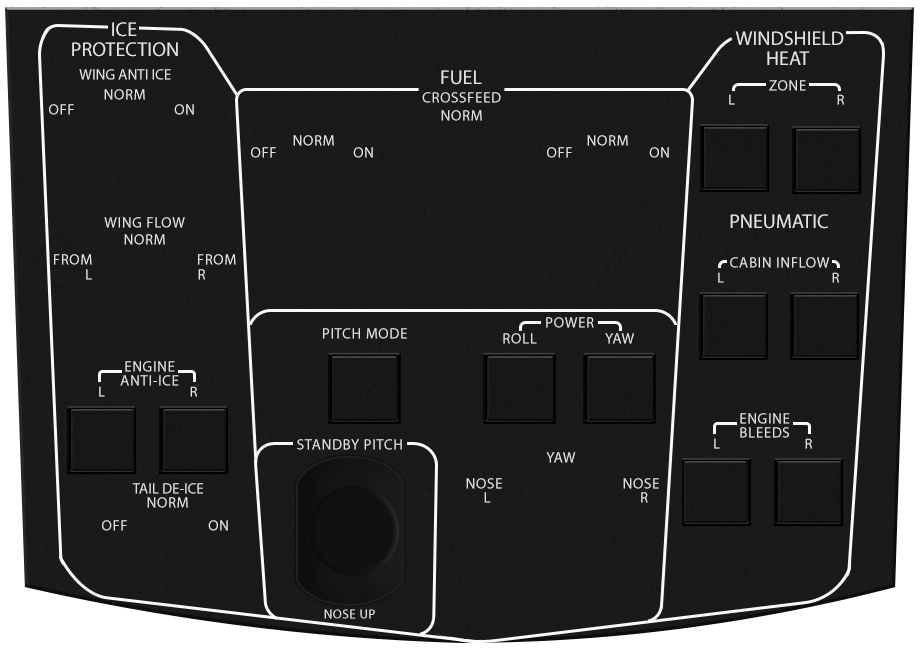 ICE
PROTECTION
WING ANTI ICE
NORM
OFF ON
WING FLOW
NORM
FROM FROM
L R
ENGINE
ANTI-ICE
L R
TAIL DE-ICE
NORM
OFF ON
FUEL
CROSSFEED
NORM
NORM NORM
OFF ON OFF ON
PITCH MODE
POWER
ROLL YAW
STANDBY PITCH
NOSE UP
YAW
NOSE NOSE
L R
WINDSHIELD
HEAT
ZONE
L R
PNEUMATIC
CABIN INFLOW
L R
ENGINE
BLEEDS
L R